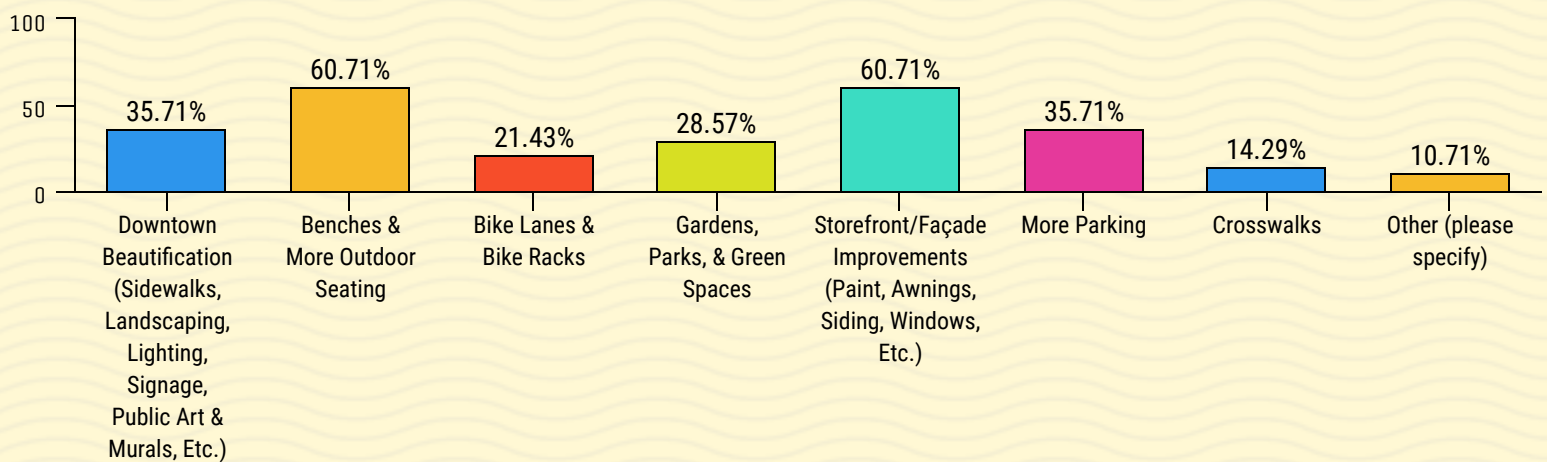 100
50
0
35.71%
60.71%
21.43%
28.57%
60.71%
35.71%
14.29%
10.71%
Downtown
Beautification
(Sidewalks,
Landscaping,
Lighting,
Signage,
Public Art &
Murals, Etc.)
Benches &
More Outdoor
Seating
Bike Lanes &
Bike Racks
Gardens,
Parks, & Green
Spaces
Storefront/Façade
Improvements
(Paint, Awnings,
Siding, Windows,
Etc.)
More Parking
Crosswalks
Other (please
specify)